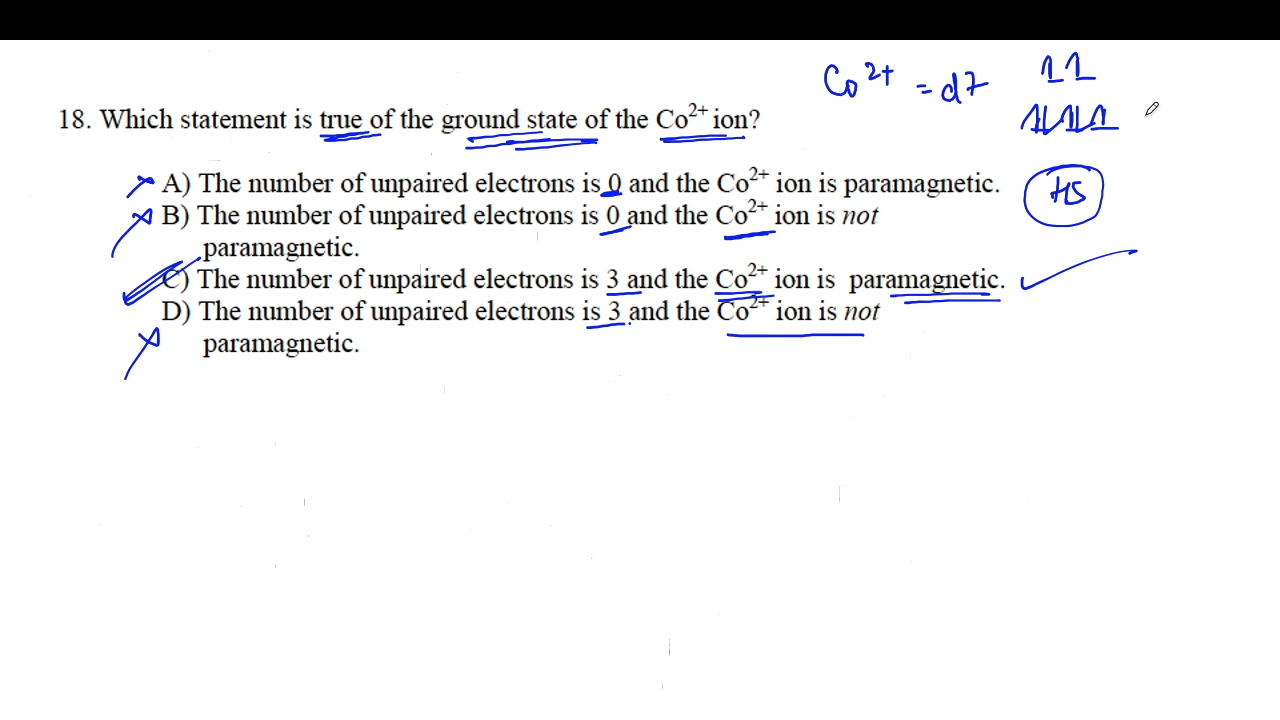 Co2+ = d7
18. Which statement is true of the ground state of the Co2+ ion?
A) The number of unpaired electrons is 0 and the Co2+ ion is paramagnetic.
HS
B) The number of unpaired electrons is 0 and the Co2+ ion is not
paramagnetic.
C) The number of unpaired electrons is 3 and the Co2+ ion is paramagnetic.
D) The number of unpaired electrons is 3 and the Co2+ ion is not
paramagnetic.